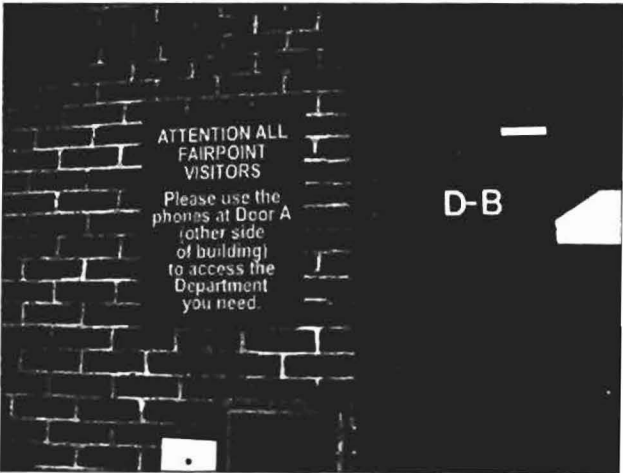 ATTENTION ALL
FAIRPOINT
VISITORS
Please use the
phones at Door A
(other side
of building)
to access the
Department
you need.
D-B